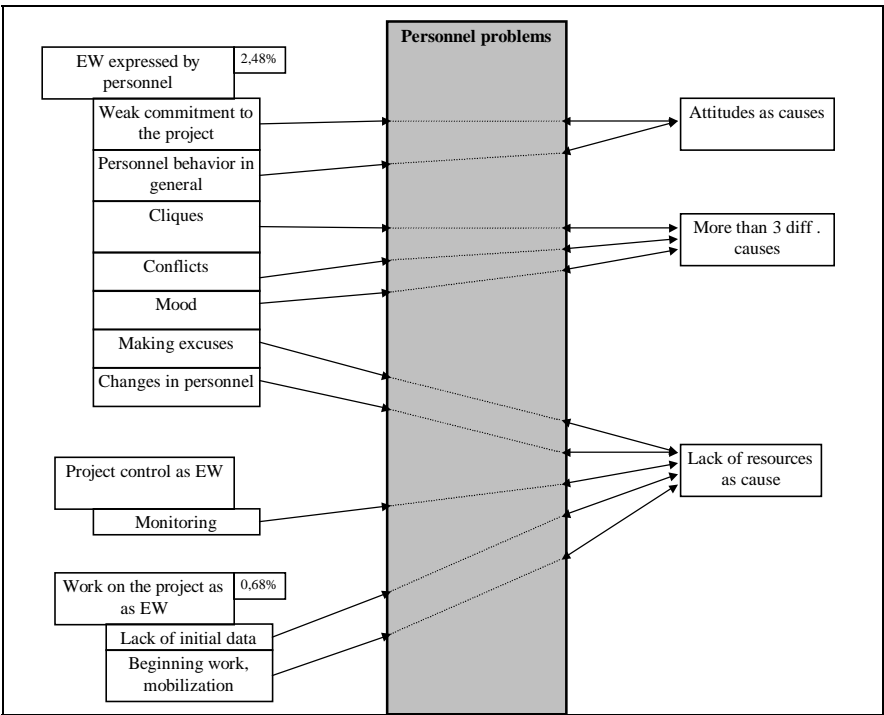 Personnel problems
EW expressed by
personnel
2,48%
Weak commitment to
the project
Personnel behavior in
general
Cliques
Conflicts
Mood
Making excuses
Changes in personnel
Project control as EW
Monitoring
Work on the project as
as EW
0,68%
Lack of initial data
Beginning work,
mobilization
Attitudes as causes
More than 3 diff .
causes
Lack of resources
as cause